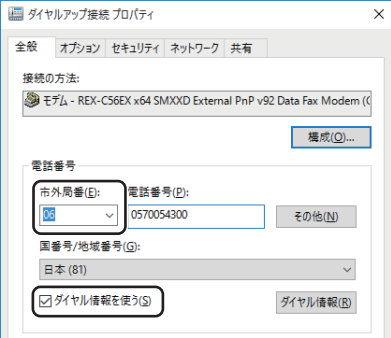 ダイヤルアップ接続 プロパティ
全般 オプション セキュリティ ネットワーク 共有
接続の方法:
モデム - REX-C56EX x64 SMXXD External PnP v92 Data Fax Modem (C
構成(O)...
電話番号
市外局番(E): 電話番号(P):
06 0570054300 その他(N)
国番号/地域番号(G):
日本 (81)
ダイヤル情報を使う(S) ダイヤル情報(R)